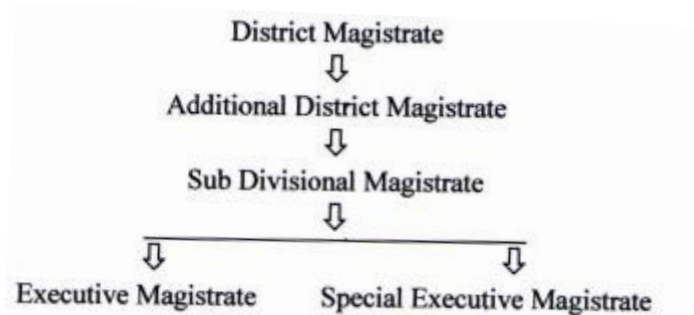 District Magistrate
Additional District Magistrate
Sub Divisional Magistrate
Executive Magistrate Special Executive Magistrate